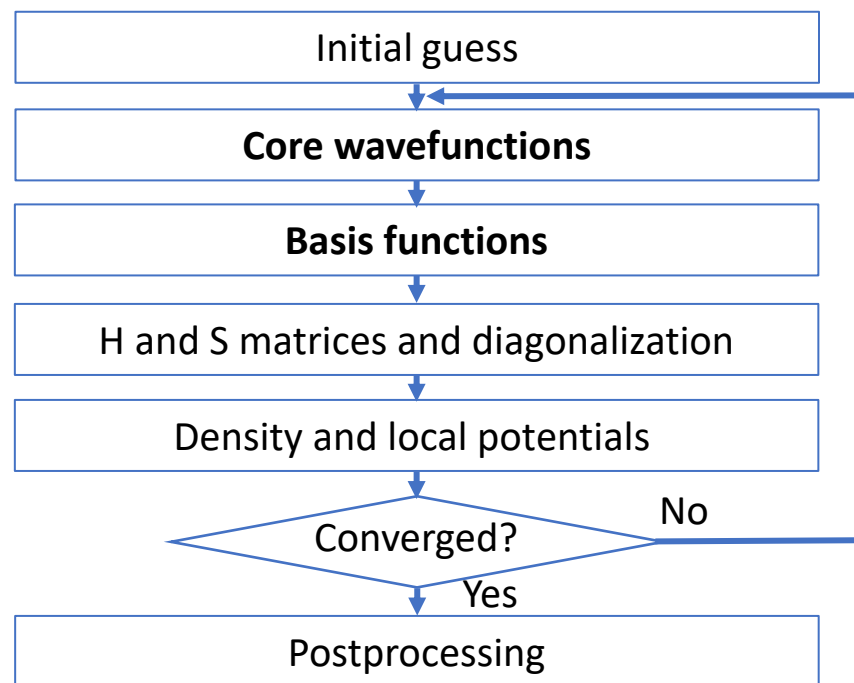 Initial guess
Core wavefunctions
Basis functions
H and S matrices and diagonalization
Density and local potentials
Converged?
No
Yes
Postprocessing